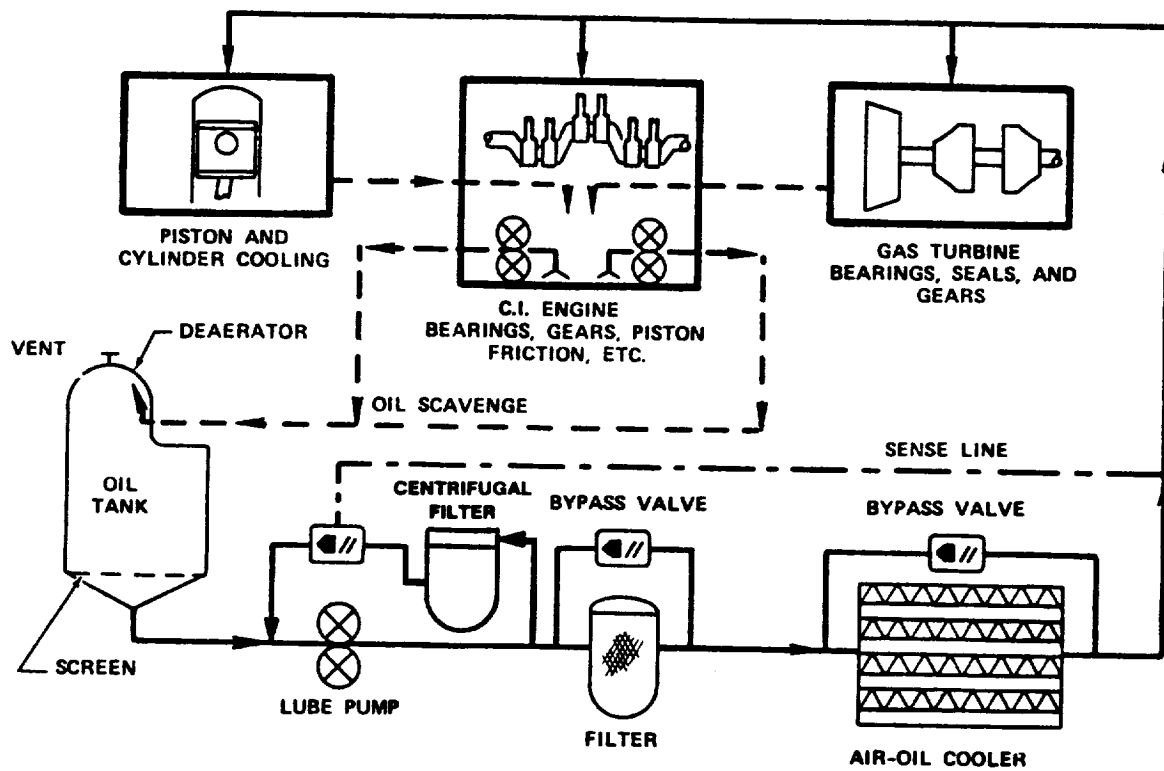 PISTON AND
CYLINDER COOLING
C.I. ENGINE
BEARINGS, GEARS, PISTON
FRICTION, ETC.
GAS TURBINE
BEARINGS, SEALS, AND
GEARS
VENT
DEAERATOR
OIL SCAVENGE
SENSE LINE
OIL
TANK
CENTRIFUGAL
FILTER
BYPASS VALVE
BYPASS VALVE
SCREEN
LUBE PUMP
FILTER
AIR-OIL COOLER